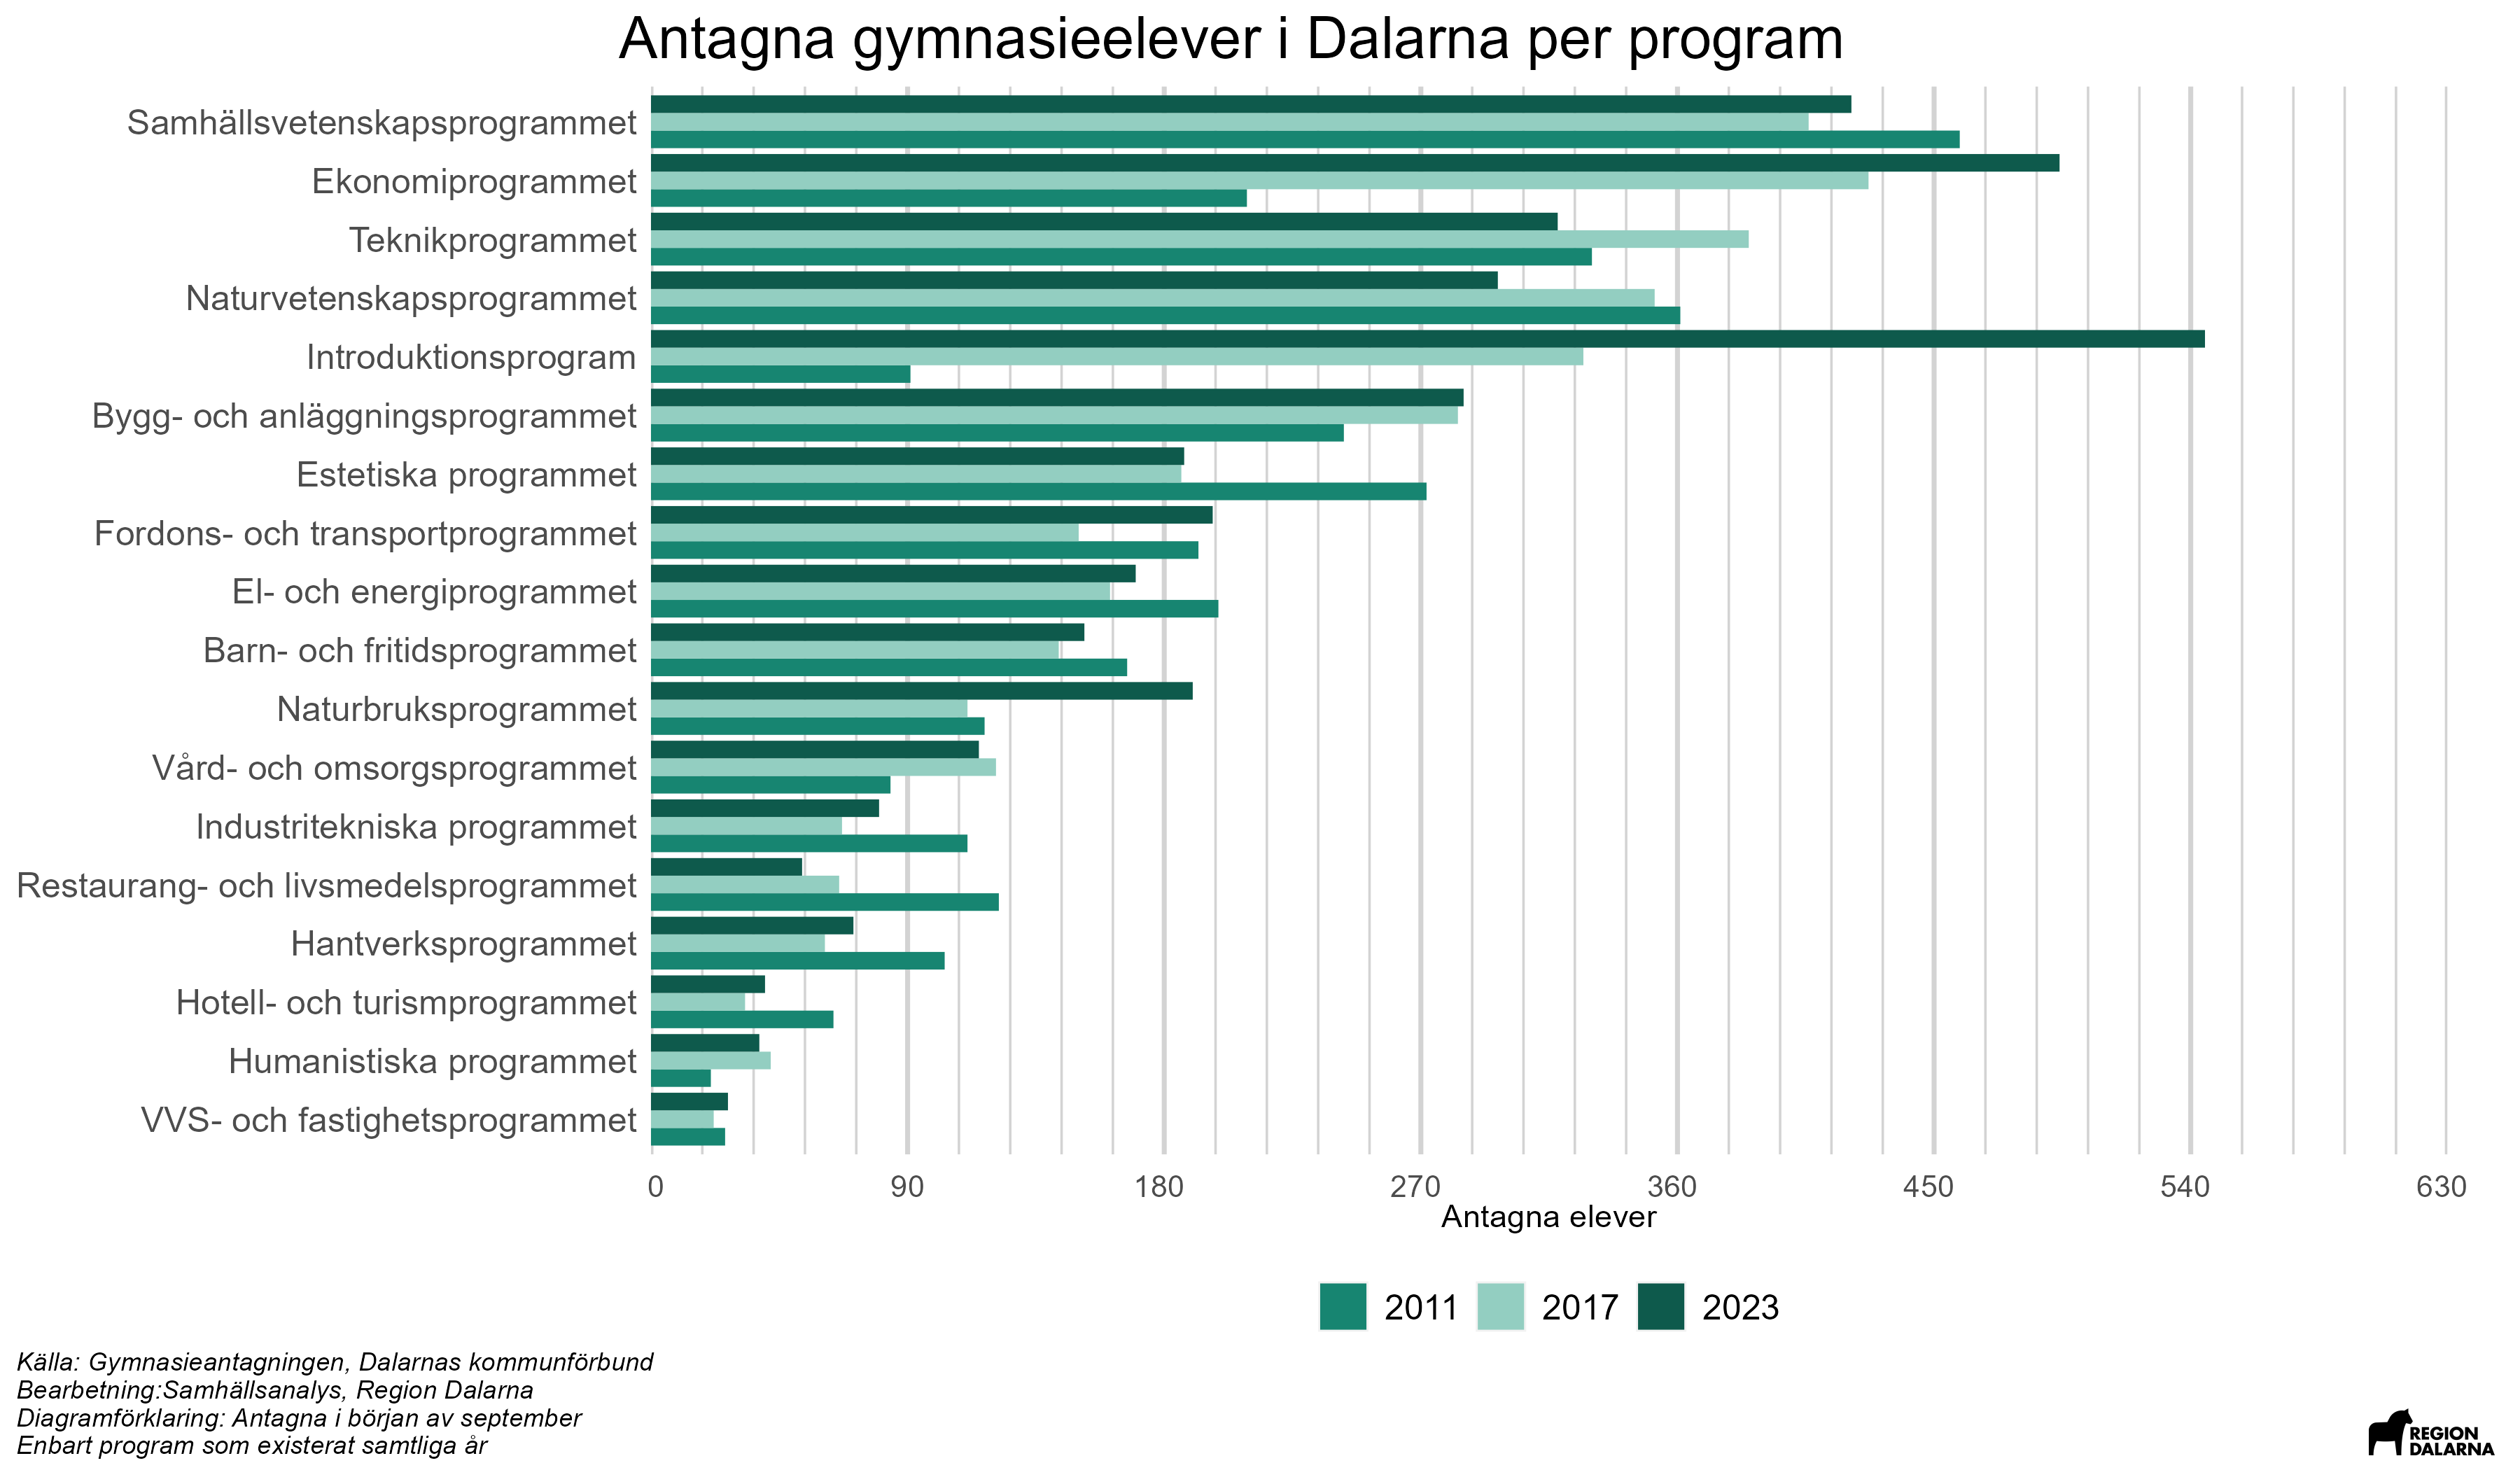 Antagna gymnasieelever i Dalarna per program
Samhällsvetenskapsprogrammet
Ekonomiprogrammet
Teknikprogrammet
Naturvetenskapsprogrammet
Introduktionsprogram
Bygg- och anläggningsprogrammet
Estetiska programmet
Fordons- och transportprogrammet
El- och energiprogrammet
Barn- och fritidsprogrammet
Naturbruksprogrammet
Vård- och omsorgsprogrammet
Industritekniska programmet
Restaurang- och livsmedelsprogrammet
Hantverksprogrammet
Hotell- och turismprogrammet
Humanistiska programmet
VVS- och fastighetsprogrammet
0 90 180 270 360 450 540 630
Antagna elever
2011 2017 2023
Källa: Gymnasieantagningen, Dalarnas kommunförbund
Bearbetning:Samhällsanalys, Region Dalarna
Diagramförklaring: Antagna i början av september
Enbart program som existerat samtliga år
REGION
DALARNA